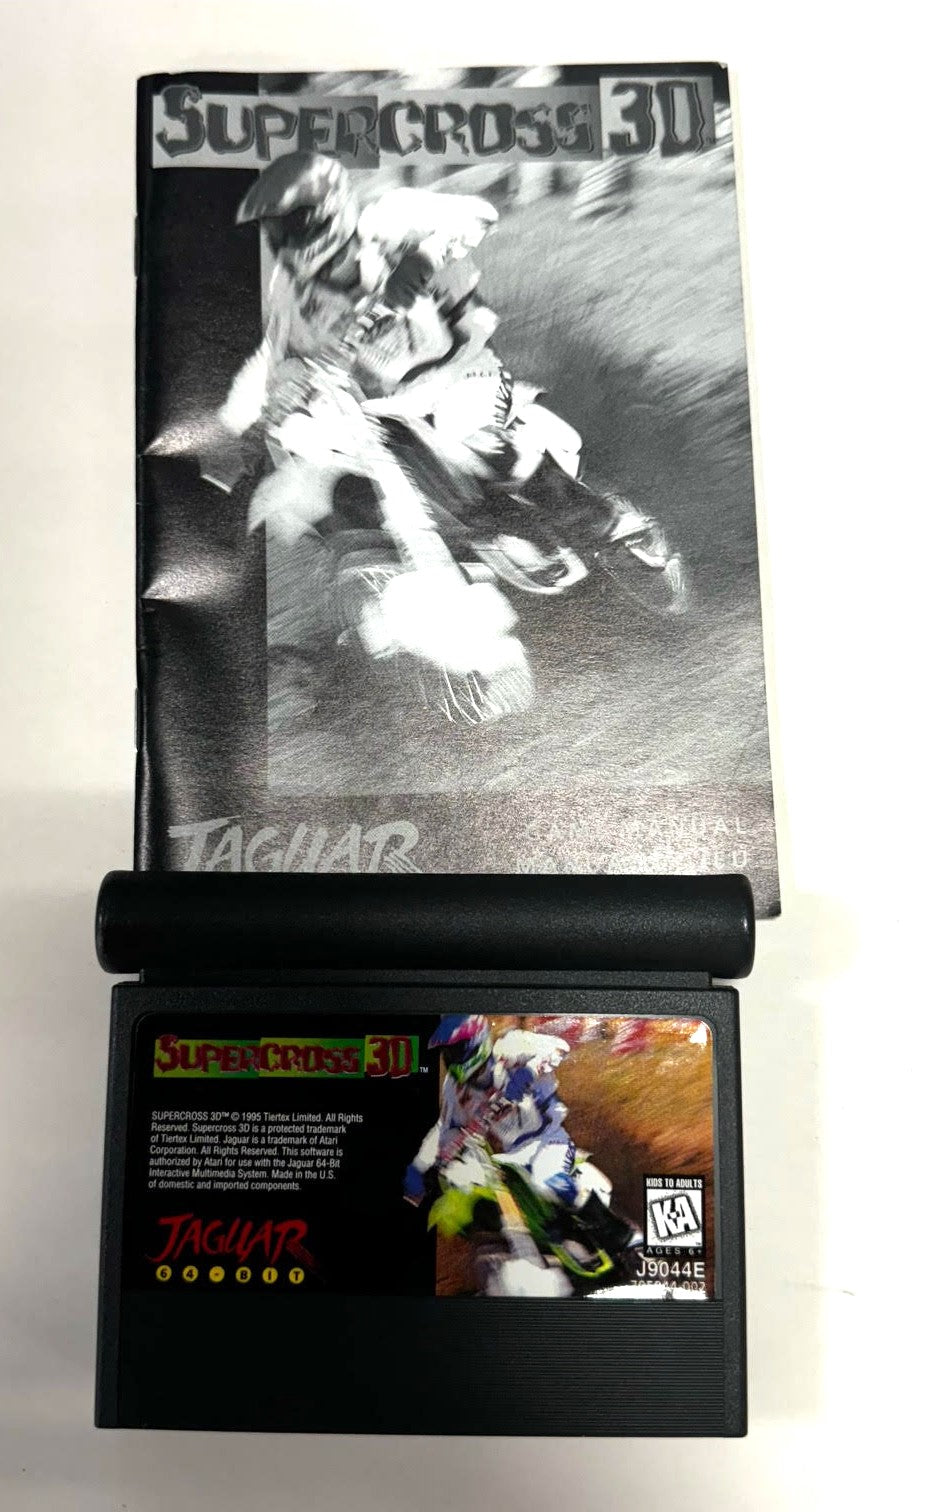 SUPERCROSS 3D
JAGUAR
GAME MANUAL
SUPERCROSS 3D™
SUPERCROSS 3D™ © 1995 Tiertex Limited. All Rights
Reserved. Supercross 3D is a protected trademark
of Tiertex Limited. Jaguar is a trademark of Atari
Corporation. All Rights Reserved. This software is
authorized by Atari for use with the Jaguar 64-Bit
Interactive Multimedia System. Made in the U.S.
of domestic and imported components.
JAGUAR
64-BIT
KIDS TO ADULTS
K-A
AGES 6+
J9044E